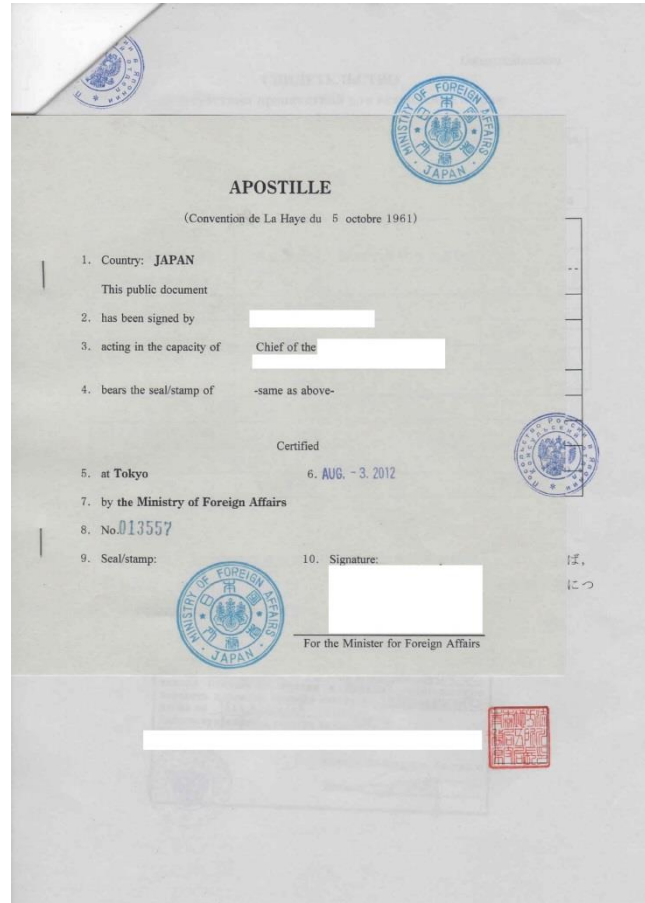 MINISTRY OF FOREIGN AFFAIRS
JAPAN
APOSTILLE
(Convention de La Haye du 5 octobre 1961)
1. Country: JAPAN
This public document
2. has been signed by
3. acting in the capacity of Chief of the
4. bears the seal/stamp of -same as above-
Certified
Посольство России в Японии
5. at Tokyo 6. AUG. -3. 2012
7. by the Ministry of Foreign Affairs
8. No.013557
9. Seal/stamp: 10. Signature:
ば,
につ
MINISTRY OF FOREIGN AFFAIRS
JAPAN
For the Minister for Foreign Affairs